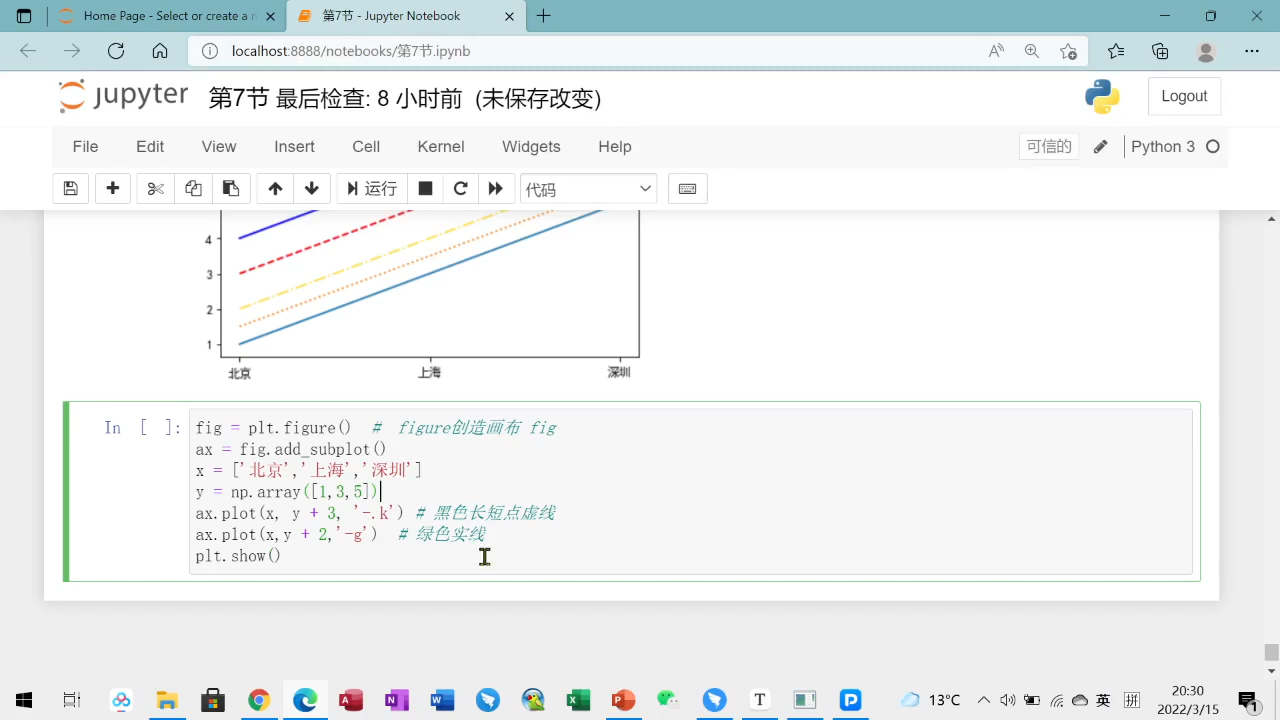 Home Page - Select or create a
第7节 - Jupyter Notebook
localhost:8888/notebooks/第7节.ipynb
jupyter 第7节 最后检查: 8 小时前 (未保存改变)
Logout
File Edit View Insert Cell Kernel Widgets Help 可信的 Python 3
运行 代码
4
3
2
1
北京 上海 深圳
In [ ]: fig = plt.figure() # figure创造画布 fig
ax = fig.add_subplot()
x = ['北京','上海','深圳']
y = np.array([1,3,5])
ax.plot(x, y + 3, '-.k') # 黑色长短点虚线
ax.plot(x,y + 2,'-g') # 绿色实线
plt.show()
13°C 英 拼 20:30
2022/3/15
1